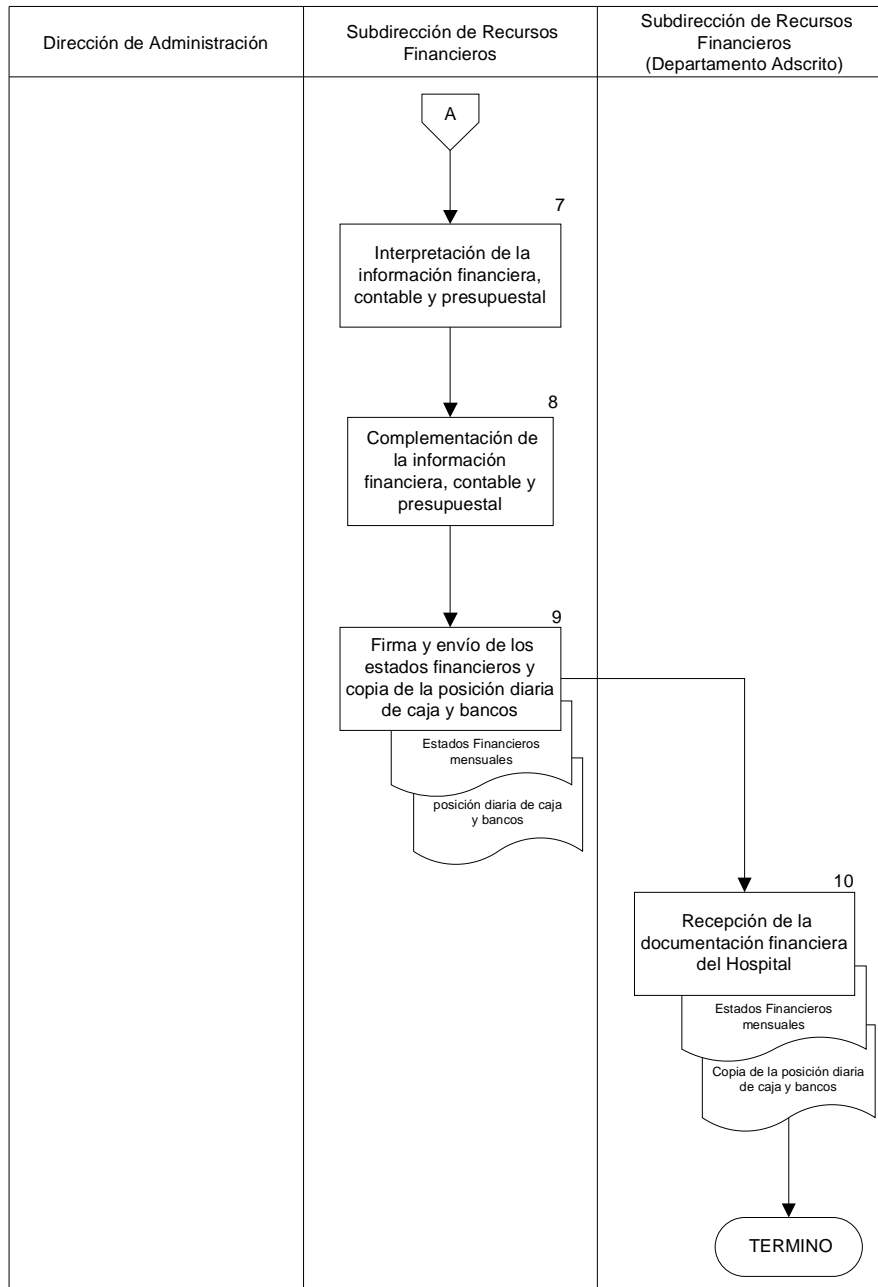 Dirección de Administración
Subdirección de Recursos
Financieros
Subdirección de Recursos
Financieros
(Departamento Adscrito)
A
7
Interpretación de la
información financiera,
contable y presupuestal
8
Complementación de
la información
financiera, contable y
presupuestal
9
Firma y envío de los
estados financieros y
copia de la posición diaria
de caja y bancos
Estados Financieros
mensuales
posición diaria de caja
y bancos
10
Recepción de la
documentación financiera
del Hospital
Estados Financieros
mensuales
Copia de la posición diaria
de caja y bancos
TERMINO